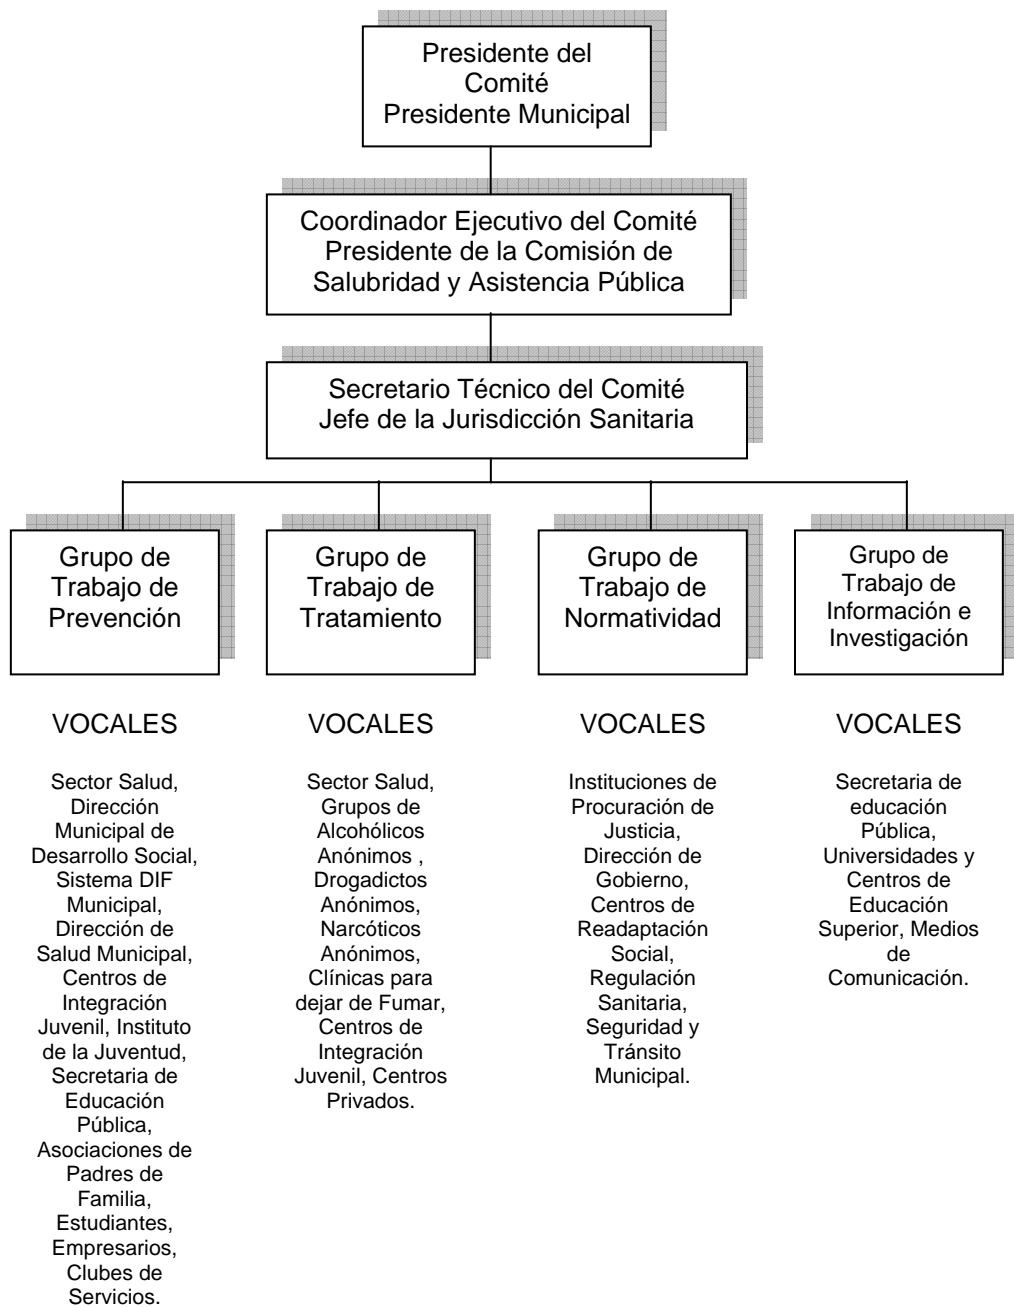 Presidente del
Comité
Presidente Municipal
Coordinador Ejecutivo del Comité
Presidente de la Comisión de
Salubridad y Asistencia Pública
Secretario Técnico del Comité
Jefe de la Jurisdicción Sanitaria
Grupo de
Trabajo de
Prevención
Grupo de
Trabajo de
Tratamiento
Grupo de
Trabajo de
Normatividad
Grupo de
Trabajo de
Información e
Investigación
VOCALES
Sector Salud,
Dirección
Municipal de
Desarrollo Social,
Sistema DIF
Municipal,
Dirección de
Salud Municipal,
Centros de
Integración
Juvenil, Instituto
de la Juventud,
Secretaria de
Educación
Pública,
Asociaciones de
Padres de
Familia,
Estudiantes,
Empresarios,
Clubes de
Servicios.
VOCALES
Sector Salud,
Grupos de
Alcohólicos
Anónimos ,
Drogadictos
Anónimos,
Narcóticos
Anónimos,
Clínicas para
dejar de Fumar,
Centros de
Integración
Juvenil, Centros
Privados.
VOCALES
Instituciones de
Procuración de
Justicia,
Dirección de
Gobierno,
Centros de
Readaptación
Social,
Regulación
Sanitaria,
Seguridad y
Tránsito
Municipal.
VOCALES
Secretaria de
educación
Pública,
Universidades y
Centros de
Educación
Superior, Medios
de
Comunicación.